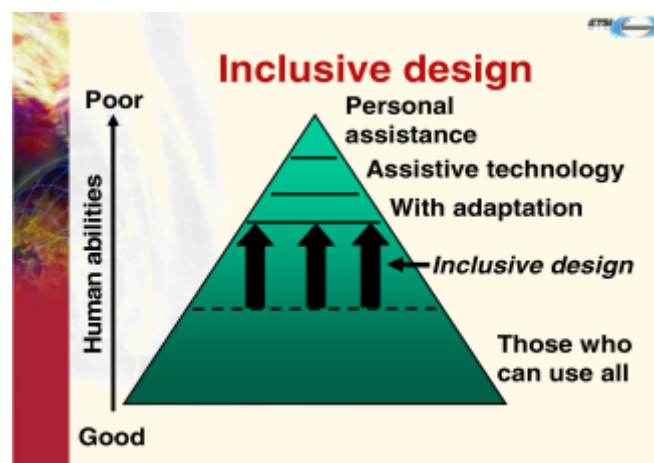 ETSI
Inclusive design
Poor
Personal
assistance
Assistive technology
With adaptation
Human abilities
Inclusive design
Those who
can use all
Good